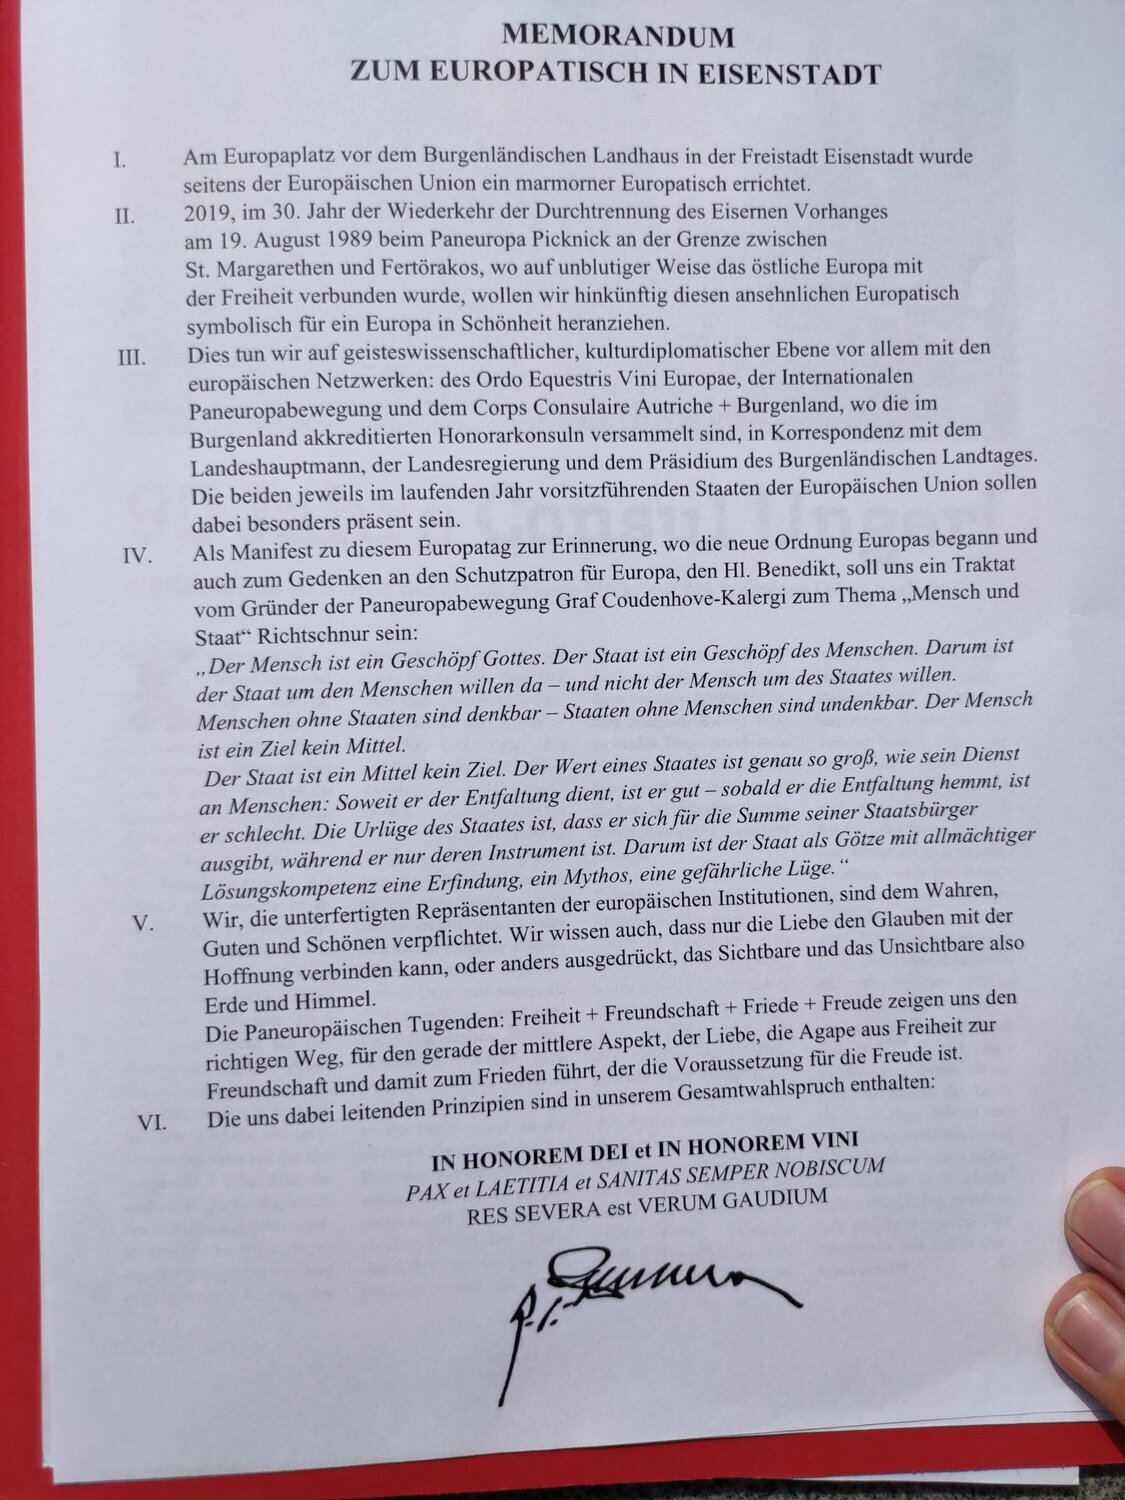 MEMORANDUM
ZUM EUROPATISCH IN EISENSTADT
I. Am Europaplatz vor dem Burgenländischen Landhaus in der Freistadt Eisenstadt wurde
seitens der Europäischen Union ein marmorner Europatisch errichtet.
II. 2019, im 30. Jahr der Wiederkehr der Durchtrennung des Eisernen Vorhanges
am 19. August 1989 beim Paneuropa Picknick an der Grenze zwischen
St. Margarethen und Fertörakos, wo auf unblutiger Weise das östliche Europa mit
der Freiheit verbunden wurde, wollen wir hinkünftig diesen ansehnlichen Europatisch
symbolisch für ein Europa in Schönheit heranziehen.
III. Dies tun wir auf geisteswissenschaftlicher, kulturdiplomatischer Ebene vor allem mit den
europäischen Netzwerken: des Ordo Equestris Vini Europae, der Internationalen
Paneuropabewegung und dem Corps Consulaire Autriche + Burgenland, wo die im
Burgenland akkreditierten Honorarkonsuln versammelt sind, in Korrespondenz mit dem
Landeshauptmann, der Landesregierung und dem Präsidium des Burgenländischen Landtages.
Die beiden jeweils im laufenden Jahr vorsitzführenden Staaten der Europäischen Union sollen
dabei besonders präsent sein.
IV. Als Manifest zu diesem Europatag zur Erinnerung, wo die neue Ordnung Europas begann und
auch zum Gedenken an den Schutzpatron für Europa, den Hl. Benedikt, soll uns ein Traktat
vom Gründer der Paneuropabewegung Graf Coudenhove-Kalergi zum Thema „Mensch und
Staat“ Richtschnur sein:
„Der Mensch ist ein Geschöpf Gottes. Der Staat ist ein Geschöpf des Menschen. Darum ist
der Staat um den Menschen willen da – und nicht der Mensch um des Staates willen.
Menschen ohne Staaten sind denkbar – Staaten ohne Menschen sind undenkbar. Der Mensch
ist ein Ziel kein Mittel.
Der Staat ist ein Mittel kein Ziel. Der Wert eines Staates ist genau so groß, wie sein Dienst
an Menschen: Soweit er der Entfaltung dient, ist er gut – sobald er die Entfaltung hemmt, ist
er schlecht. Die Urlüge des Staates ist, dass er sich für die Summe seiner Staatsbürger
ausgibt, während er nur deren Instrument ist. Darum ist der Staat als Götze mit allmächtiger
Lösungskompetenz eine Erfindung, ein Mythos, eine gefährliche Lüge.“
V. Wir, die unterfertigten Repräsentanten der europäischen Institutionen, sind dem Wahren,
Guten und Schönen verpflichtet. Wir wissen auch, dass nur die Liebe den Glauben mit der
Hoffnung verbinden kann, oder anders ausgedrückt, das Sichtbare und das Unsichtbare also
Erde und Himmel.
Die Paneuropäischen Tugenden: Freiheit + Freundschaft + Friede + Freude zeigen uns den
richtigen Weg, für den gerade der mittlere Aspekt, der Liebe, die Agape aus Freiheit zur
Freundschaft und damit zum Frieden führt, der die Voraussetzung für die Freude ist.
VI. Die uns dabei leitenden Prinzipien sind in unserem Gesamtwahlspruch enthalten:
IN HONOREM DEI et IN HONOREM VINI
PAX et LAETITIA et SANITAS SEMPER NOBISCUM
RES SEVERA est VERUM GAUDIUM